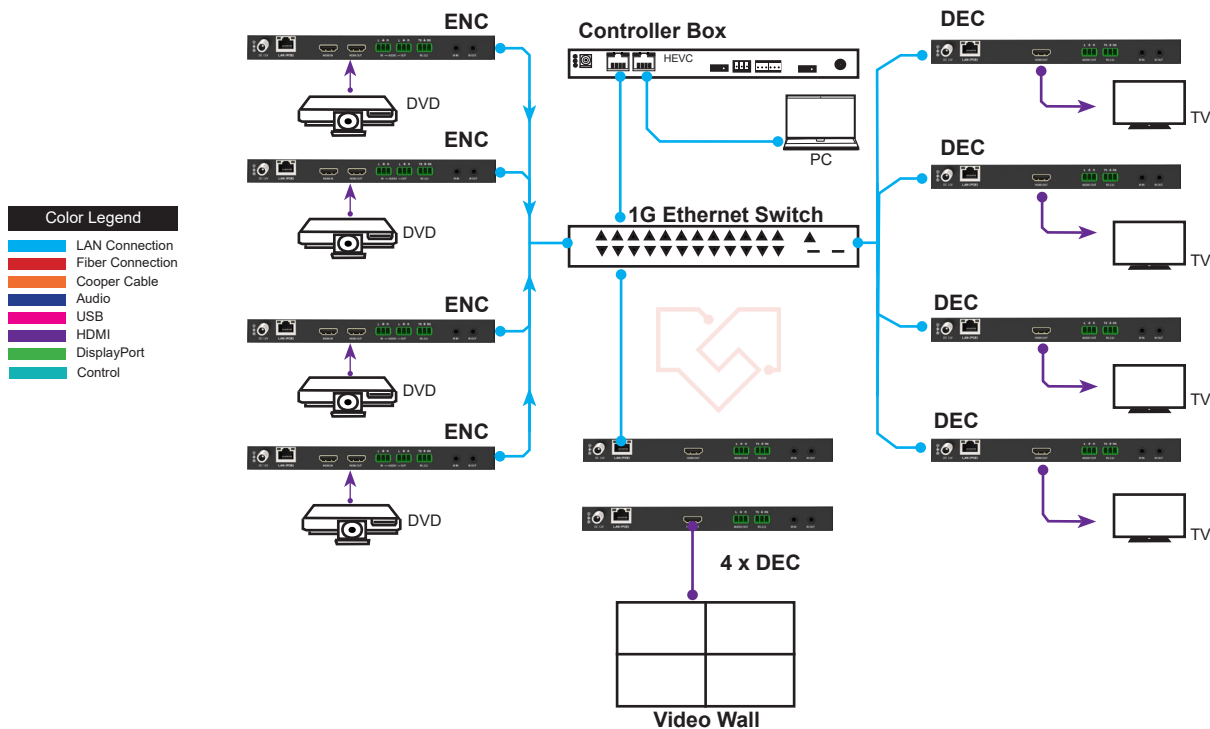 ENC
DVD
ENC
DVD
ENC
DVD
ENC
DVD
Color Legend
LAN Connection
Fiber Connection
Cooper Cable
Audio
USB
HDMI
DisplayPort
Control
Controller Box
HEVC
PC
1G Ethernet Switch
4 x DEC
Video Wall
DEC
TV
DEC
TV
DEC
TV
DEC
TV